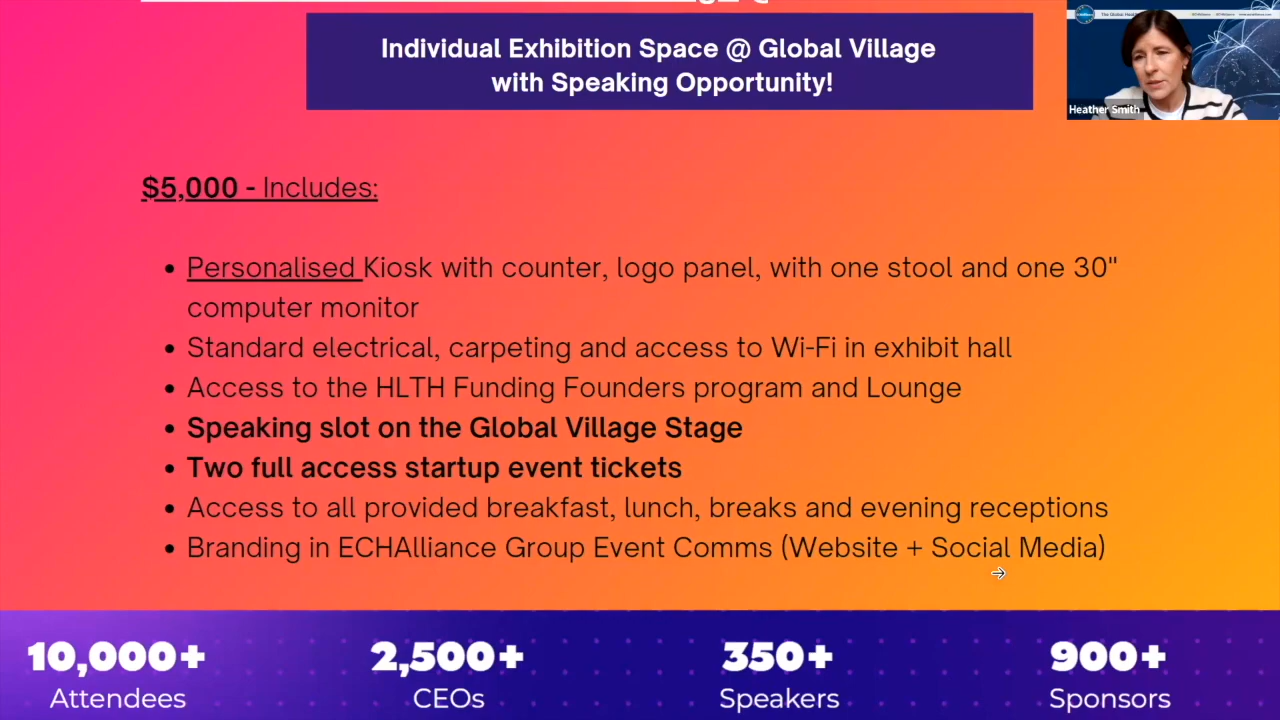 Individual Exhibition Space @ Global Village
with Speaking Opportunity!
Heather Smith
$5,000 - Includes:
Personalised Kiosk with counter, logo panel, with one stool and one 30"
computer monitor
Standard electrical, carpeting and access to Wi-Fi in exhibit hall
Access to the HLTH Funding Founders program and Lounge
Speaking slot on the Global Village Stage
Two full access startup event tickets
Access to all provided breakfast, lunch, breaks and evening receptions
Branding in ECHAlliance Group Event Comms (Website + Social Media)
10,000+ 2,500+ 350+ 900+
Attendees CEOs Speakers Sponsors